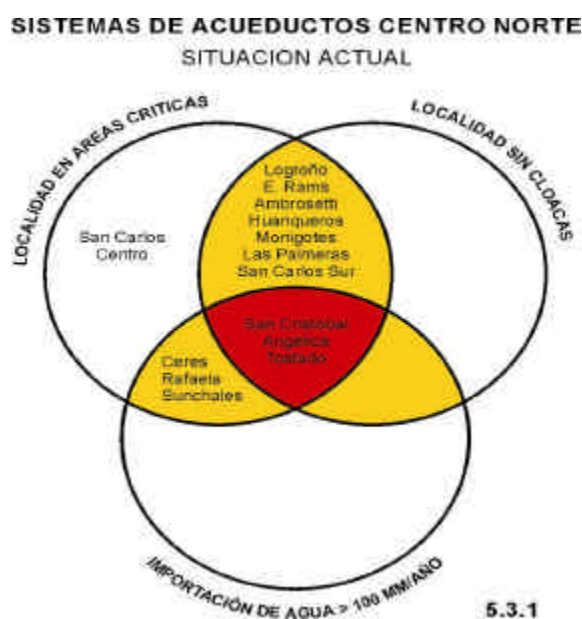 SISTEMAS DE ACUEDUCTOS CENTRO NORTE
SITUACION ACTUAL
LOCALIDAD EN AREAS CRITICAS
LOCALIDAD SIN CLOACAS
Logroño
E. Rams
Ambrosetti
Huanqueros
Monigotes
Las Palmeras
San Carlos Sur
San Carlos
Centro
San Cristobal
Angelica
Tostado
Ceres
Rafaela
Sunchales
IMPORTACIÓN DE AGUA > 100 MM/AÑO
5.3.1